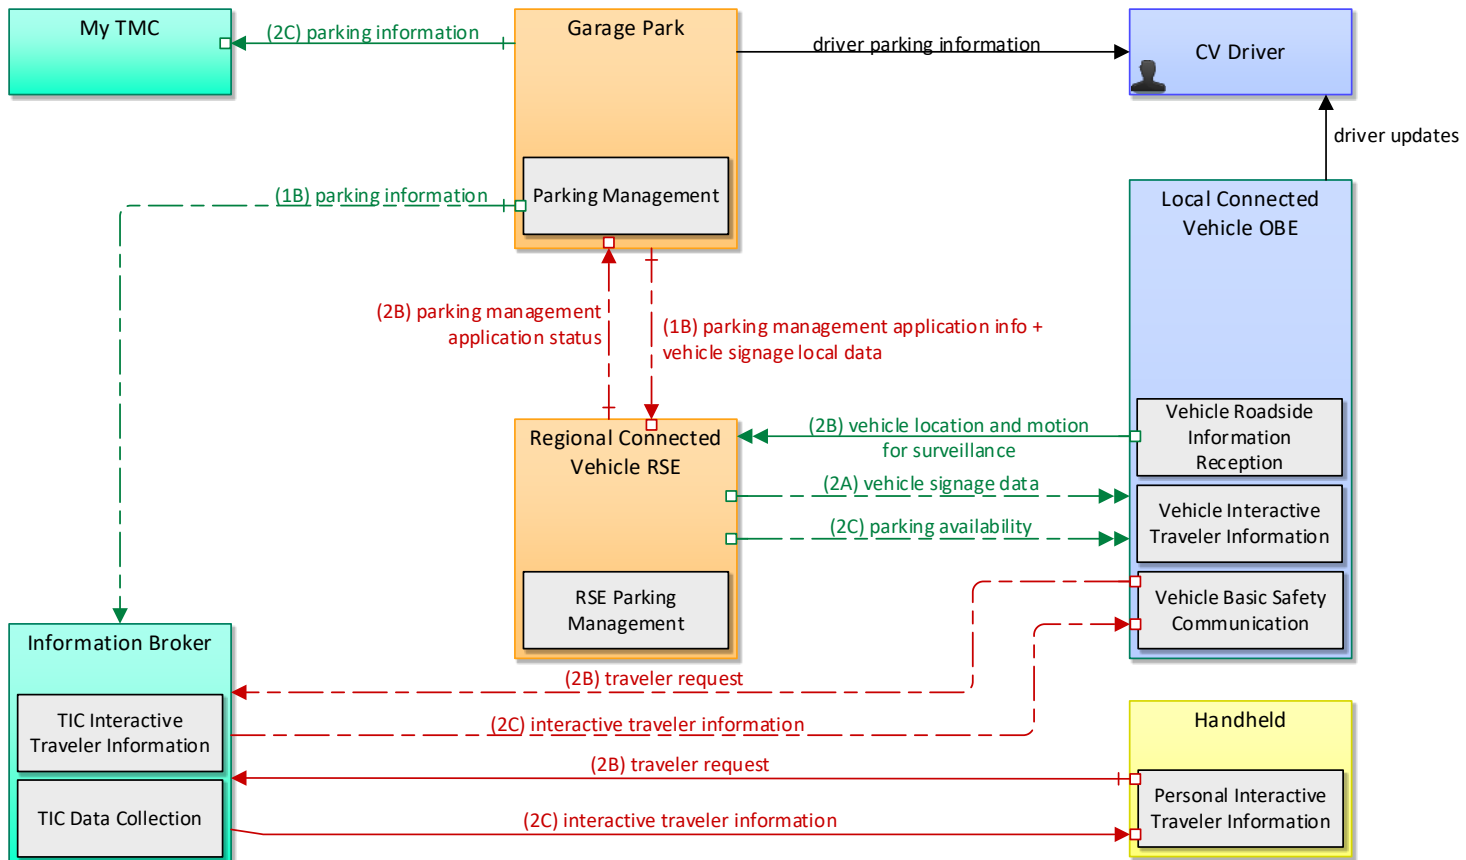 My TMC
(2C) parking information
Garage Park
driver parking information
CV Driver
driver updates
(1B) parking information
Parking Management
Local Connected
Vehicle OBE
(2B) parking management
application status
(1B) parking management application info +
vehicle signage local data
Regional Connected
Vehicle RSE
(2B) vehicle location and motion
for surveillance
Vehicle Roadside
Information
Reception
(2A) vehicle signage data
Vehicle Interactive
Traveler Information
(2C) parking availability
RSE Parking
Management
Vehicle Basic Safety
Communication
Information Broker
(2B) traveler request
TIC Interactive
Traveler Information
(2C) interactive traveler information
Handheld
(2B) traveler request
TIC Data Collection
(2C) interactive traveler information
Personal Interactive
Traveler Information